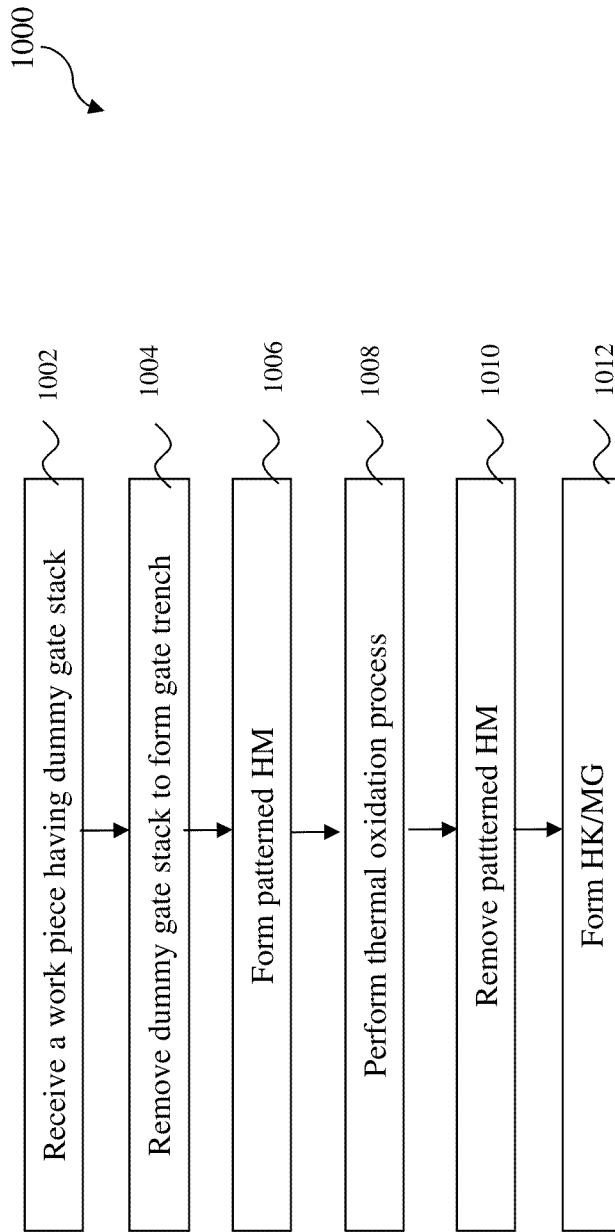 1000
Receive a work piece having dummy gate stack
1002
Remove dummy gate stack to form gate trench
1004
Form patterned HM
1006
Perform thermal oxidation process
1008
Remove pattterned HM
1010
Form HK/MG
1012